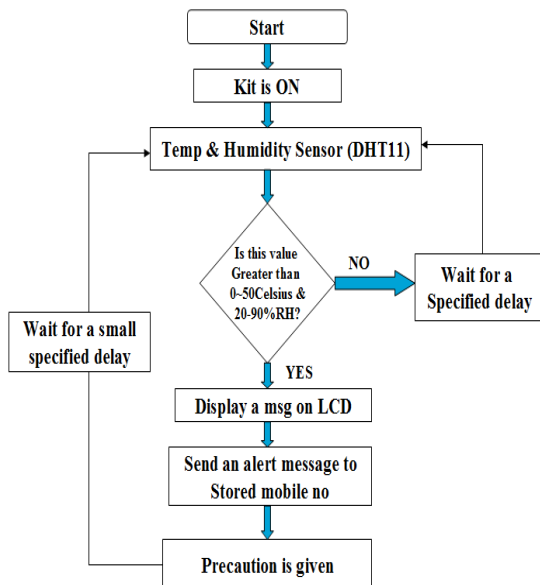 Start
Kit is ON
Temp & Humidity Sensor (DHT11)
Is this value
Greater than
0~50Celsius &
20-90%RH?
NO
Wait for a
Specified delay
Wait for a small
specified delay
YES
Display a msg on LCD
Send an alert message to
Stored mobile no
Precaution is given